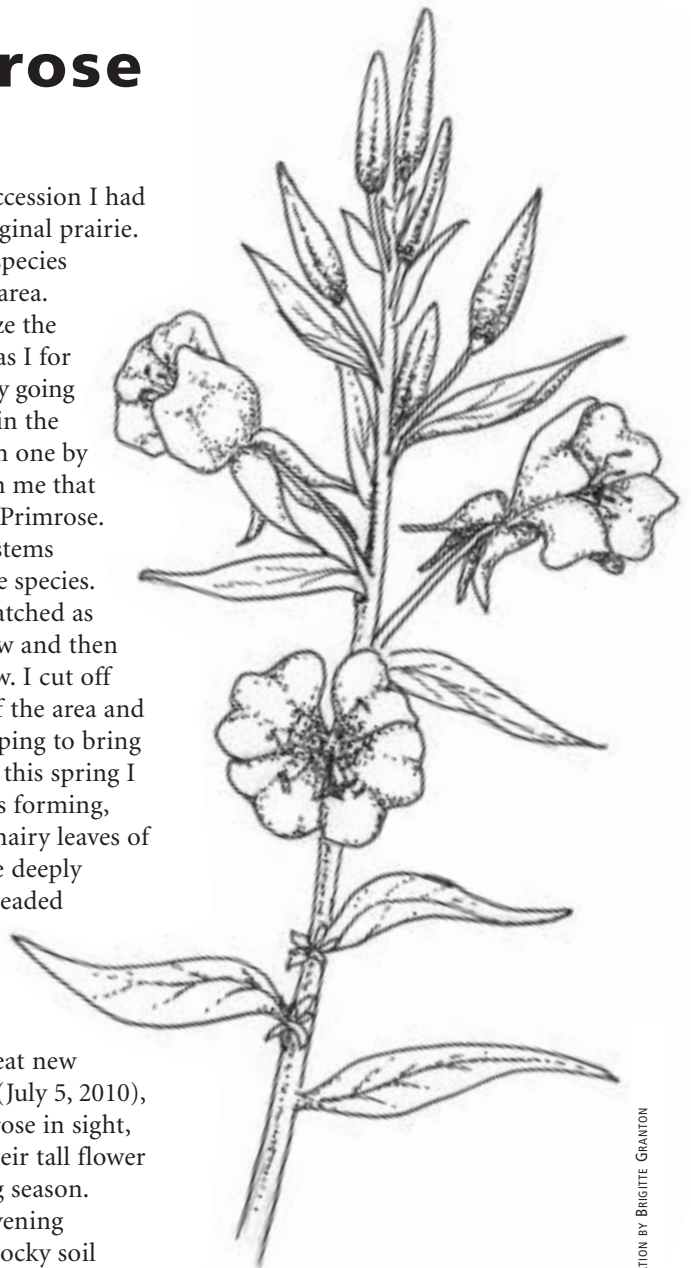 rose
ccession I had
ginal prairie.
species
area.
ze the
as I for
y going
in the
n one by
n me that
Primrose.
stems
e species.
atched as
w and then
w. I cut off
f the area and
ping to bring
this spring I
s forming,
hairy leaves of
e deeply
eaded
eat new
(July 5, 2010),
rose in sight,
eir tall flower
g season.
vening
ocky soil
TION BY BRIGITTE GRANTON